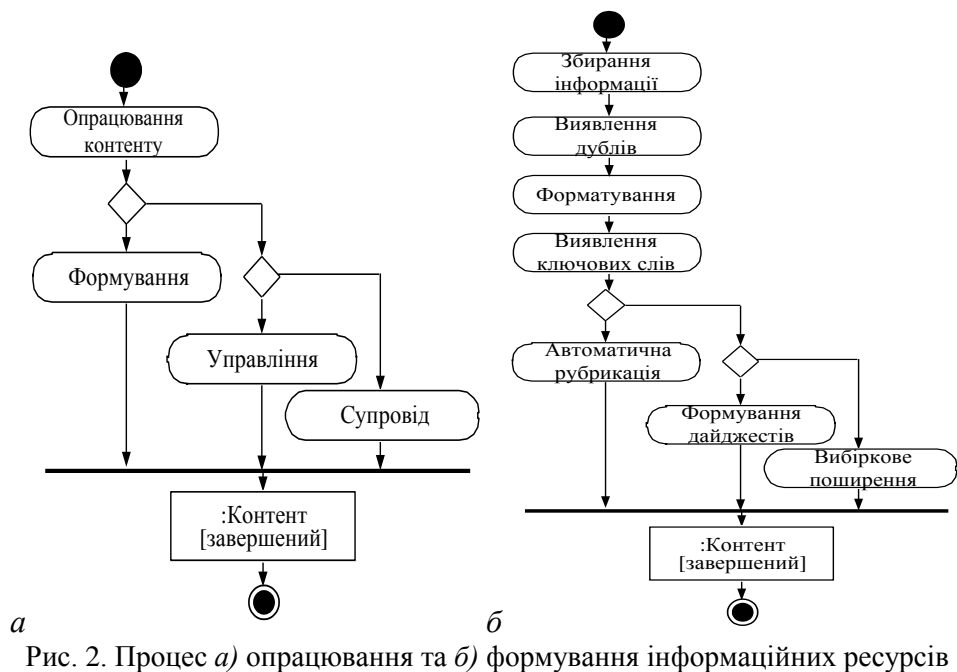 Опрацювання
контенту
Формування
Управління
Супровід
:Контент
[завершений]
а
Збирання
інформації
Виявлення
дублів
Форматування
Виявлення
ключових слів
Автоматична
рубрикація
Формування
дайджестів
Вибіркове
поширення
:Контент
[завершений]
б
Рис. 2. Процес а) опрацювання та б) формування інформаційних ресурсів